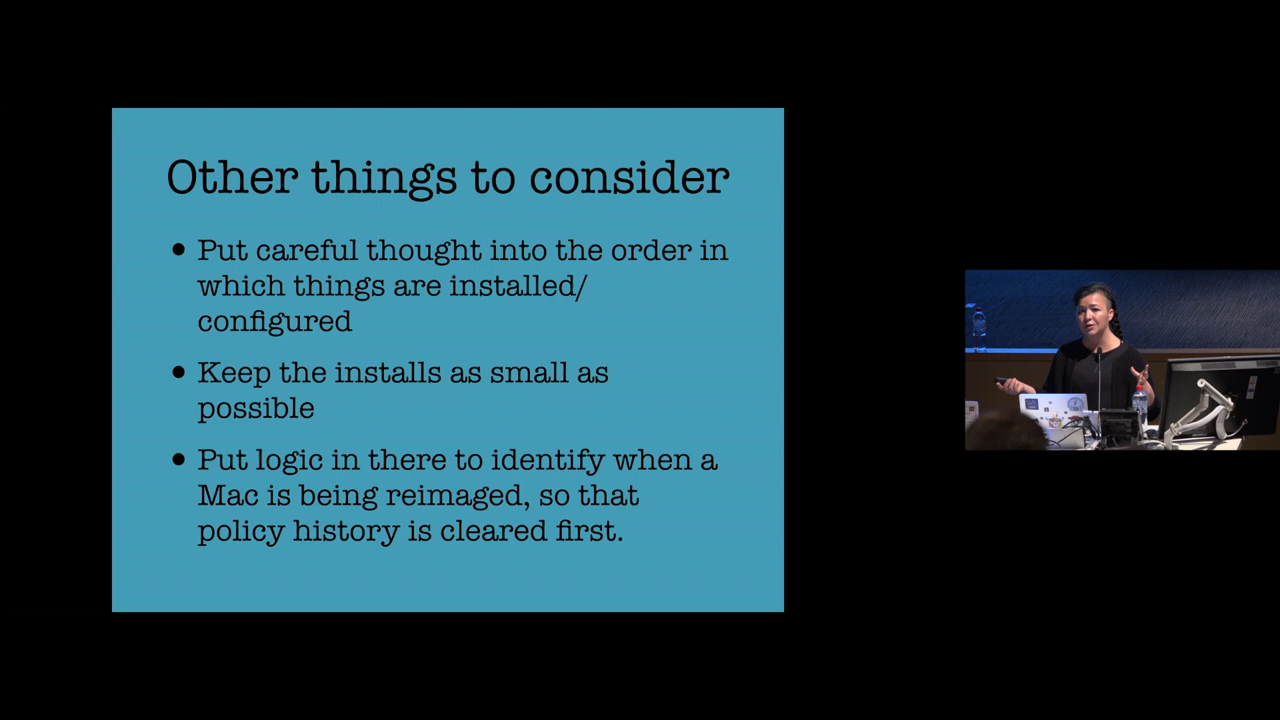 Other things to consider
• Put careful thought into the order in
which things are installed/
configured
• Keep the installs as small as
possible
• Put logic in there to identify when a
Mac is being reimaged, so that
policy history is cleared first.